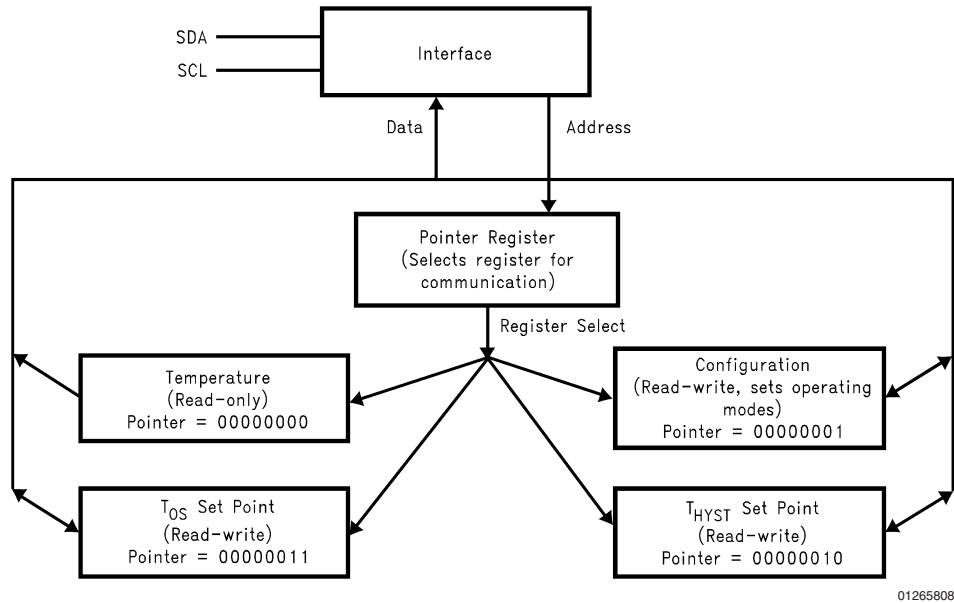 SDA
SCL
Interface
Data
Address
Pointer Register
(Selects register for
communication)
Register Select
Temperature
(Read-only)
Pointer = 00000000
Configuration
(Read-write, sets operating
modes)
Pointer = 00000001
TOS Set Point
(Read-write)
Pointer = 00000011
THYST Set Point
(Read-write)
Pointer = 00000010
01265808